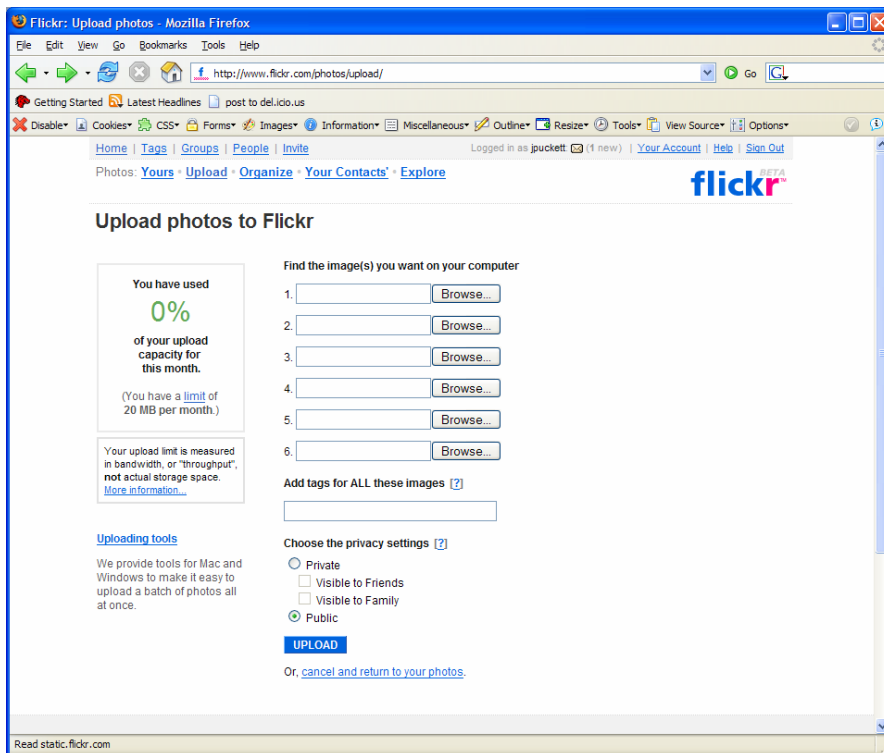 Flickr: Upload photos - Mozilla Firefox
File Edit View Go Bookmarks Tools Help
http://www.flickr.com/photos/upload/ Go G
Getting Started Latest Headlines post to del.icio.us
Disable Cookies CSS Forms Images Information Miscellaneous Outline Resize Tools View Source Options
Home | Tags | Groups | People | Invite Logged in as jpuckett (1 new) | Your Account | Help | Sign Out
Photos: Yours • Upload • Organize • Your Contacts' • Explore
flickr BETA ™
Upload photos to Flickr
You have used
0%
of your upload
capacity for
this month.
(You have a limit of
20 MB per month.)
Your upload limit is measured
in bandwidth, or "throughput",
not actual storage space.
More information...
Uploading tools
We provide tools for Mac and
Windows to make it easy to
upload a batch of photos all
at once.
Find the image(s) you want on your computer
1. Browse...
2. Browse...
3. Browse...
4. Browse...
5. Browse...
6. Browse...
Add tags for ALL these images [?]
Choose the privacy settings [?]
Private
Visible to Friends
Visible to Family
Public
UPLOAD
Or, cancel and return to your photos.
Read static.flickr.com